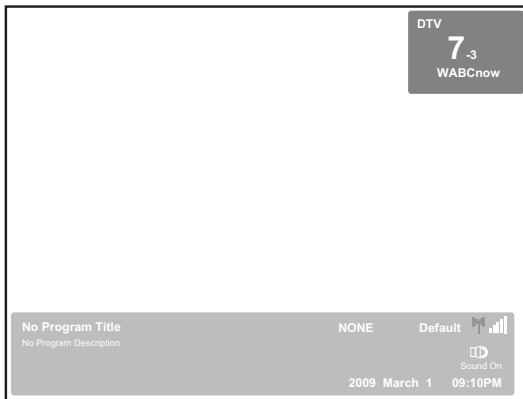 DTV
7-3
WABCnow
No Program Title NONE Default
No Program Description
Sound On
2009 March 1 09:10PM